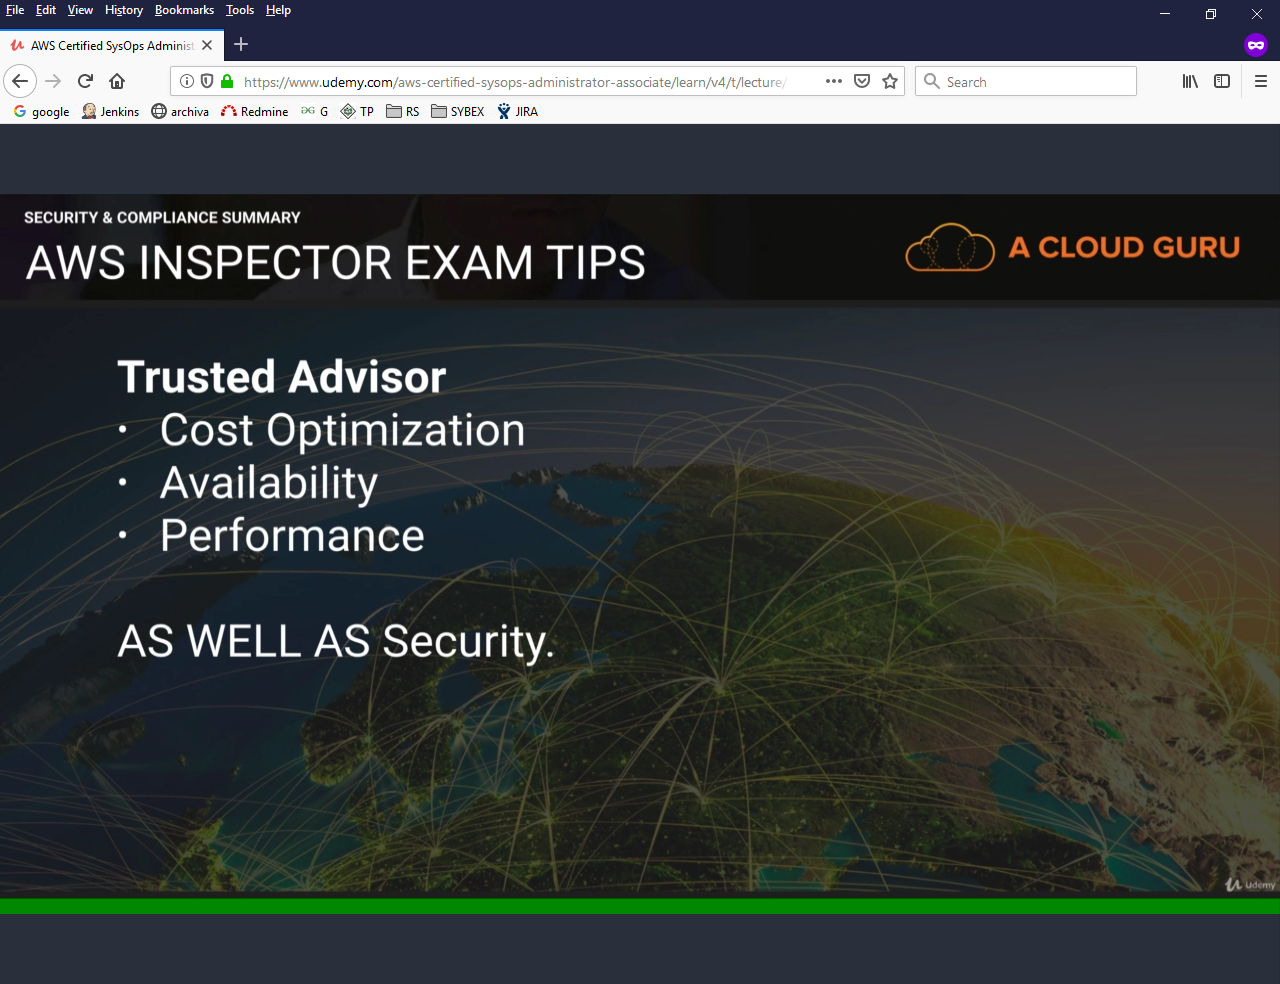 File Edit View History Bookmarks Tools Help
AWS Certified SysOps Administ
https://www.udemy.com/aws-certified-sysops-administrator-associate/learn/v4/t/lecture/
Search
google Jenkins archiva Redmine G TP RS SYBEX JIRA
SECURITY & COMPLIANCE SUMMARY
AWS INSPECTOR EXAM TIPS
A CLOUD GURU
Trusted Advisor
• Cost Optimization
• Availability
• Performance
AS WELL AS Security.
Udemy